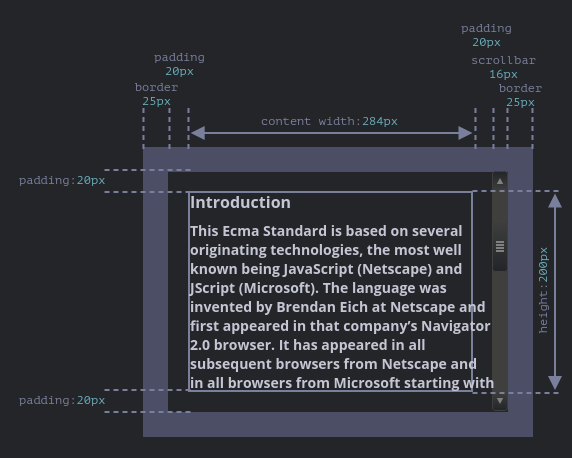 padding
20px
scrollbar
16px
border
25px
padding
20px
border
25px
content width:284px
padding:20px
Introduction
This Ecma Standard is based on several
originating technologies, the most well
known being JavaScript (Netscape) and
JScript (Microsoft). The language was
invented by Brendan Eich at Netscape and
first appeared in that company’s Navigator
2.0 browser. It has appeared in all
subsequent browsers from Netscape and
in all browsers from Microsoft starting with
height:200px
padding:20px